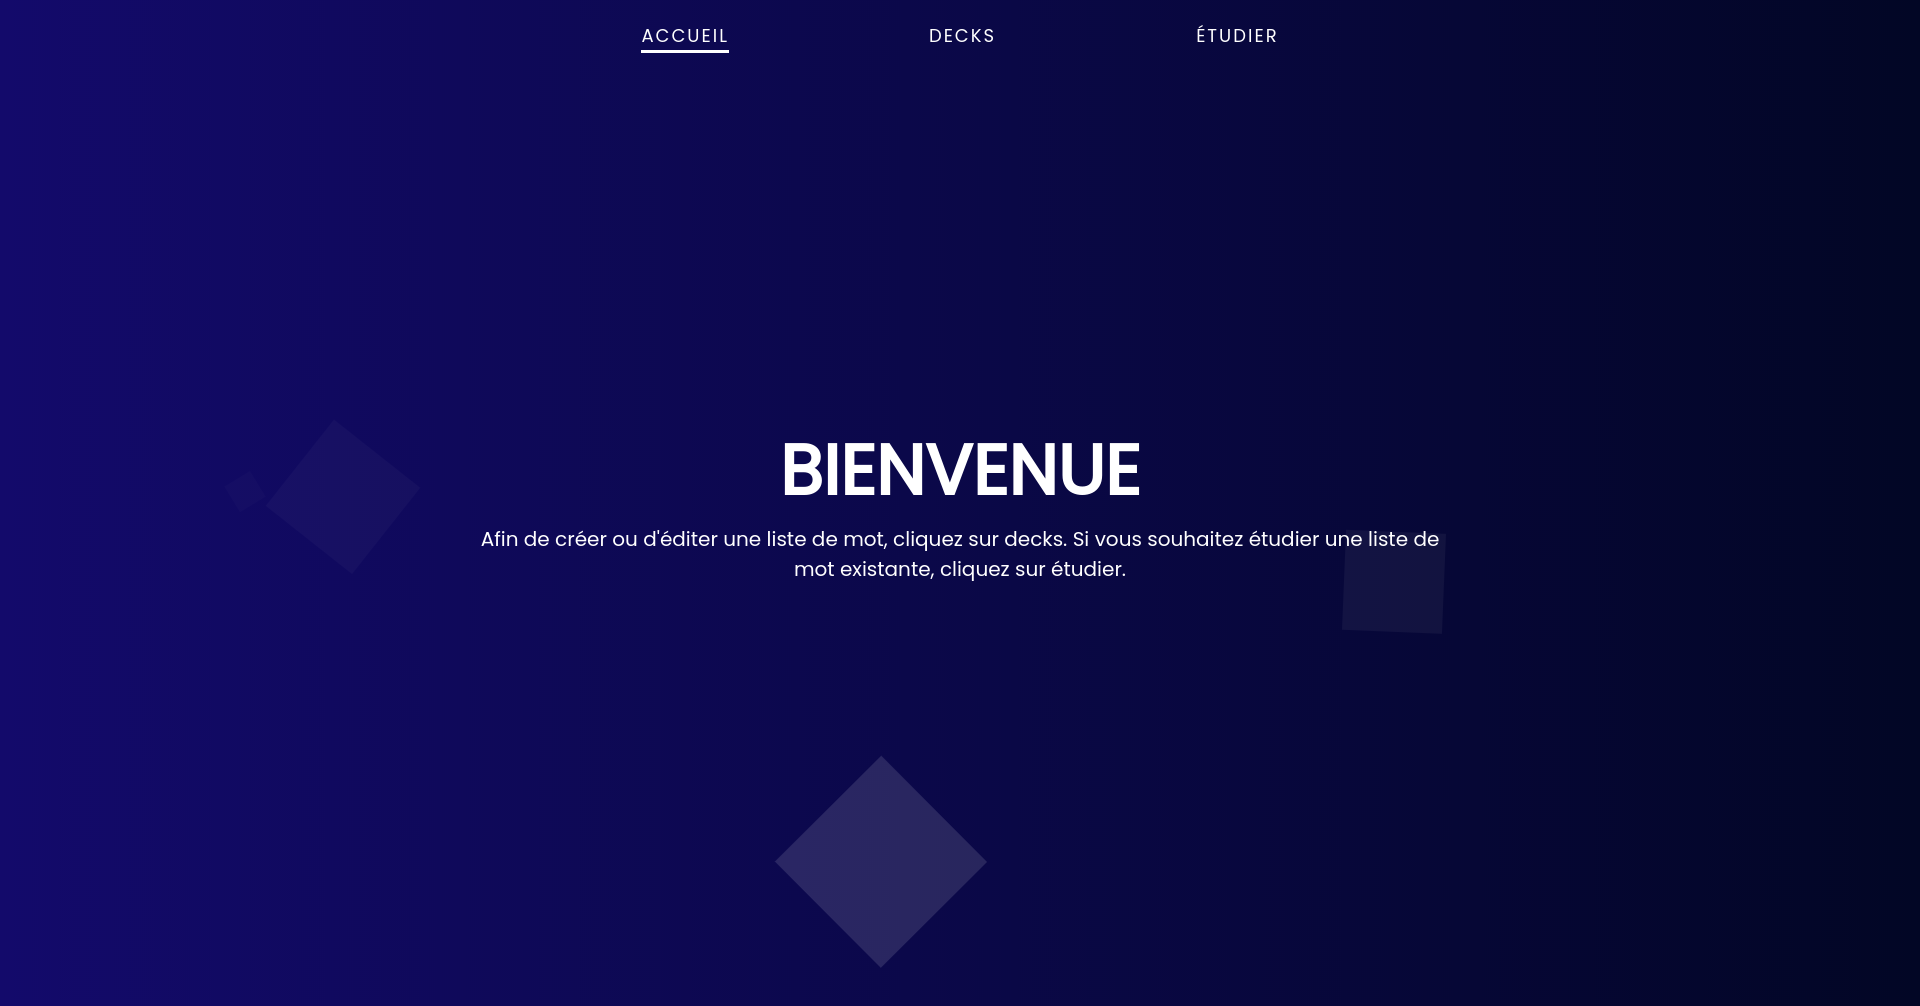 ACCUEIL DECKS ÉTUDIER
BIENVENUE
Afin de créer ou d'éditer une liste de mot, cliquez sur decks. Si vous souhaitez étudier une liste de
mot existante, cliquez sur étudier.